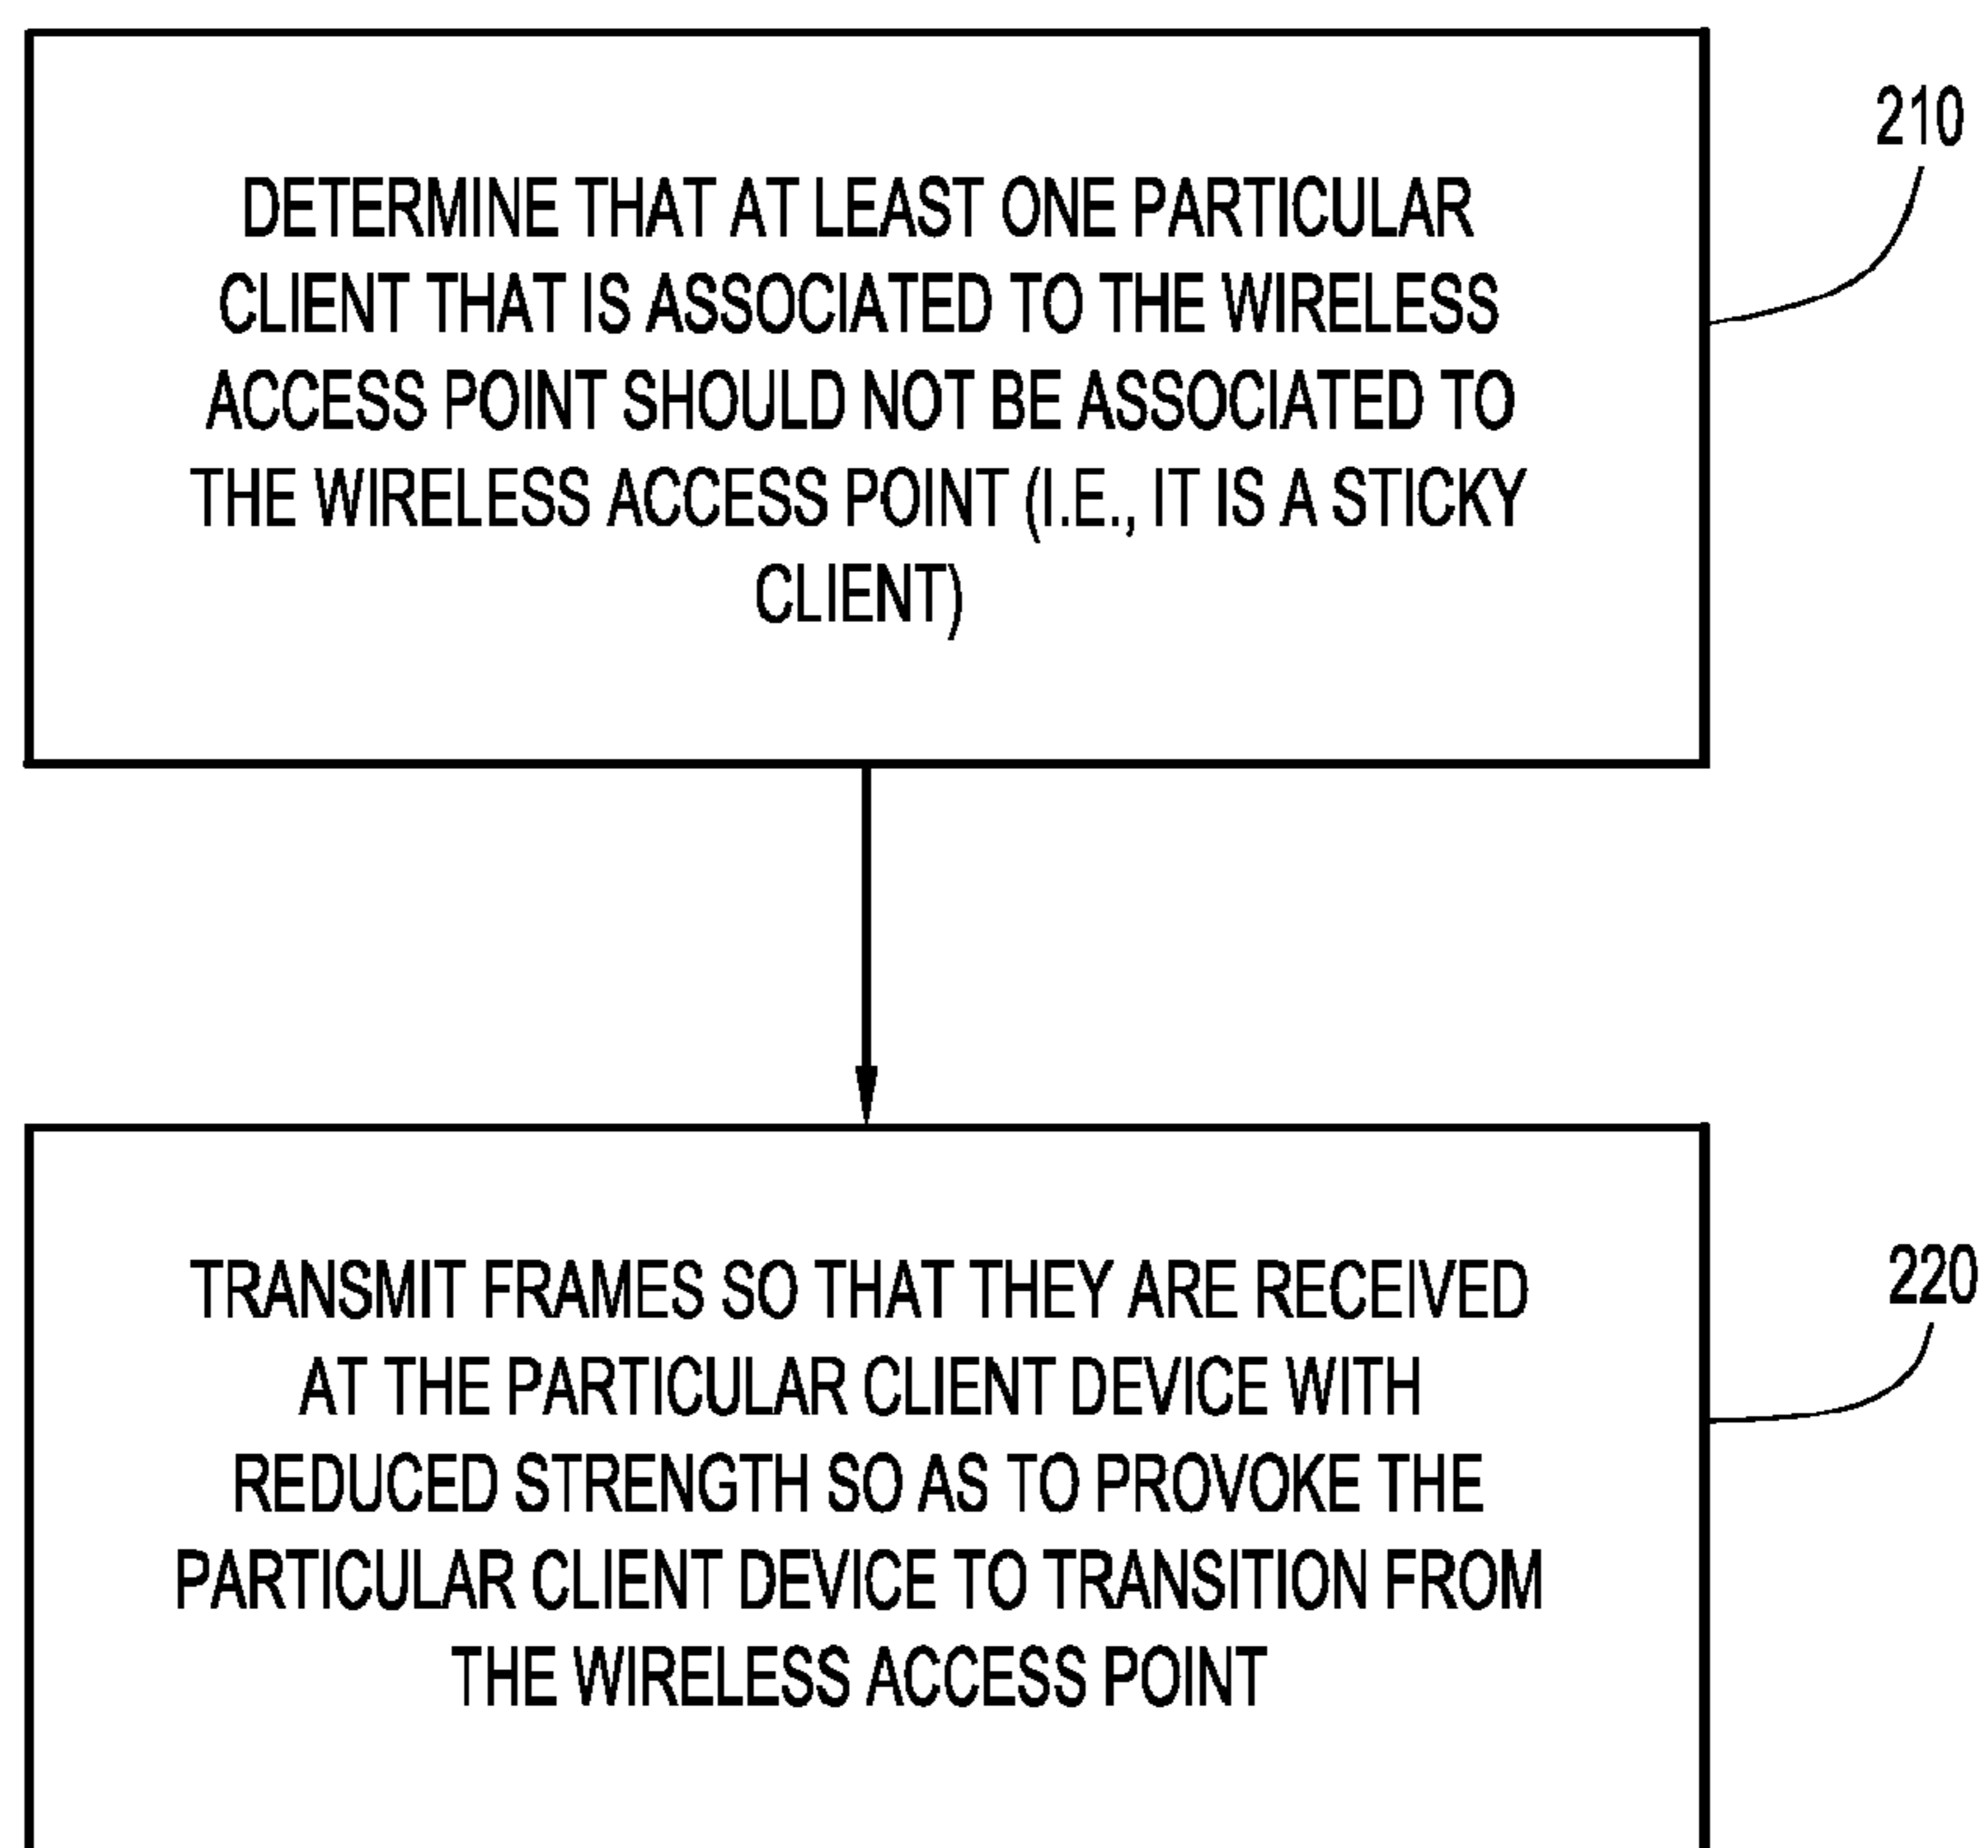 210
DETERMINE THAT AT LEAST ONE PARTICULAR
CLIENT THAT IS ASSOCIATED TO THE WIRELESS
ACCESS POINT SHOULD NOT BE ASSOCIATED TO
THE WIRELESS ACCESS POINT (I.E., IT IS A STICKY
CLIENT)
220
TRANSMIT FRAMES SO THAT THEY ARE RECEIVED
AT THE PARTICULAR CLIENT DEVICE WITH
REDUCED STRENGTH SO AS TO PROVOKE THE
PARTICULAR CLIENT DEVICE TO TRANSITION FROM
THE WIRELESS ACCESS POINT